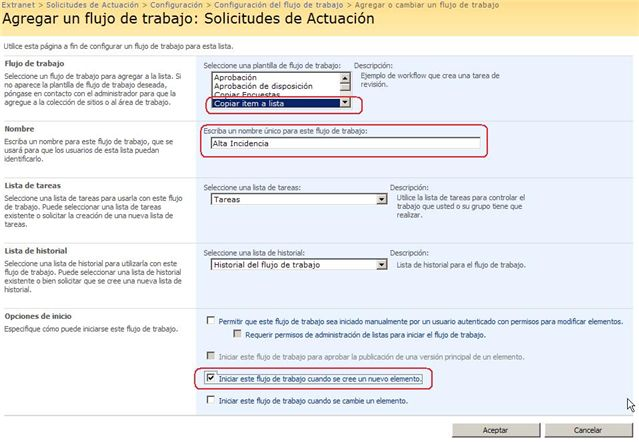 Extranet > Solicitudes de Actuación > Configuración > Configuración del flujo de trabajo > Agregar o cambiar un flujo de trabajo
Agregar un flujo de trabajo: Solicitudes de Actuación
Utilice esta página a fin de configurar un flujo de trabajo para esta lista.
Flujo de trabajo
Seleccione un flujo de trabajo para agregar a la lista. Si
no aparece la plantilla de flujo de trabajo deseada,
póngase en contacto con el administrador para que la
agregue a la colección de sitios o al área de trabajo.
Seleccione una plantilla de flujo de trabajo:
Aprobación
Aprobación de disposición
Copiar Encuestas
Copiar item a lista
Descripción:
Ejemplo de workflow que crea una tarea de
revisión.
Nombre
Escriba un nombre para este flujo de trabajo, que se
usará para que los usuarios de esta lista puedan
identificarlo.
Escriba un nombre único para este flujo de trabajo:
Alta Incidencia
Lista de tareas
Seleccione una lista de tareas para usarla con este flujo
de trabajo. Puede seleccionar una lista de tareas
existente o solicitar la creación de una nueva lista de
tareas.
Seleccione una lista de tareas:
Tareas
Descripción:
Utilice la lista de tareas para controlar el
trabajo que usted o su grupo tiene que
realizar.
Lista de historial
Seleccione una lista de historial para utilizarla con este
flujo de trabajo. Puede seleccionar una lista de historial
existente o bien solicitar que se cree una nueva lista de
historial.
Seleccione una lista de historial:
Historial del flujo de trabajo
Descripción:
Lista de historial para el flujo de trabajo.
Opciones de inicio
Especifique cómo puede iniciarse este flujo de trabajo.
Permitir que este flujo de trabajo sea iniciado manualmente por un usuario autenticado con permisos para modificar elementos.
Requerir permisos de administración de listas para iniciar el flujo de trabajo.
Iniciar este flujo de trabajo para aprobar la publicación de una versión principal de un elemento.
Iniciar este flujo de trabajo cuando se cree un nuevo elemento.
Iniciar este flujo de trabajo cuando se cambie un elemento.
Aceptar
Cancelar